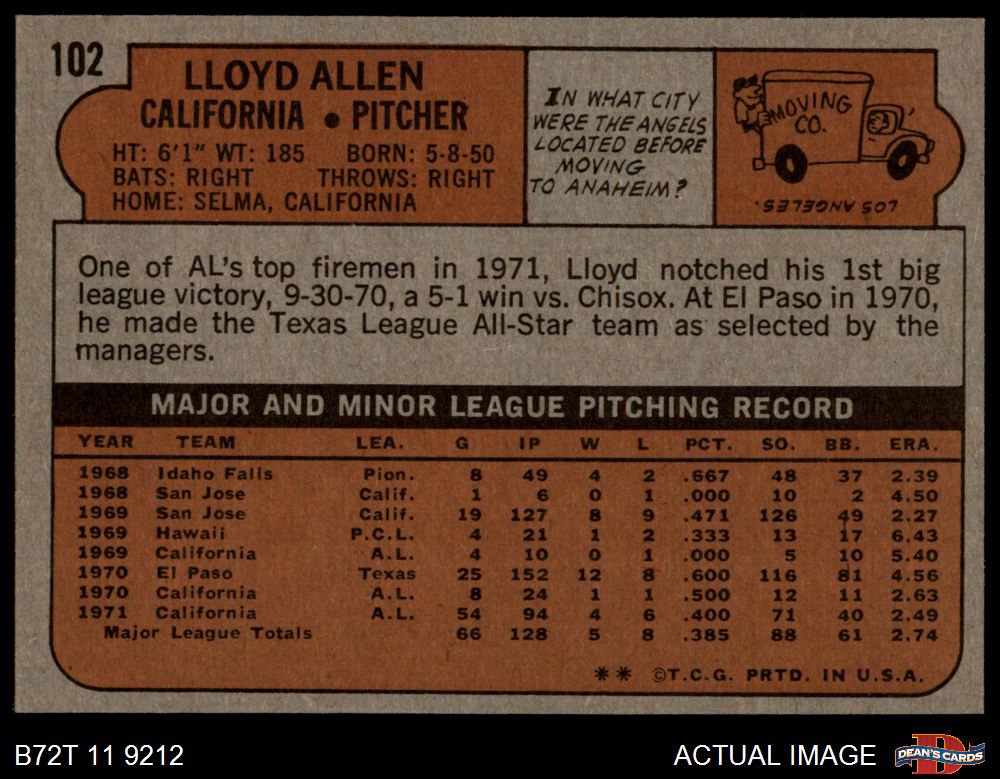 102
LLOYD ALLEN
CALIFORNIA • PITCHER
HT: 6'1" WT: 185 BORN: 5-8-50
BATS: RIGHT THROWS: RIGHT
HOME: SELMA, CALIFORNIA
IN WHAT CITY
WERE THE ANGELS
LOCATED BEFORE
MOVING
TO ANAHEIM?
MOVING
CO.
LOS ANGELES.
One of AL's top firemen in 1971, Lloyd notched his 1st big
league victory, 9-30-70, a 5-1 win vs. Chisox. At El Paso in 1970,
he made the Texas League All-Star team as selected by the
managers.
MAJOR AND MINOR LEAGUE PITCHING RECORD
YEAR TEAM LEA. G IP W L PCT. SO. BB. ERA.
1968 Idaho Falls Pion. 8 49 4 2 .667 48 37 2.39
1968 San Jose Calif. 1 6 0 1 .000 10 2 4.50
1969 San Jose Calif. 19 127 8 9 .471 126 49 2.27
1969 Hawaii P.C.L. 4 21 1 2 .333 13 17 6.43
1969 California A.L. 4 10 0 1 .000 5 10 5.40
1970 El Paso Texas 25 152 12 8 .600 116 81 4.56
1970 California A.L. 8 24 1 1 .500 12 11 2.63
1971 California A.L. 54 94 4 6 .400 71 40 2.49
Major League Totals 66 128 5 8 .385 88 61 2.74
** ©T.C.G. PRTD. IN U.S.A.
B72T 11 9212
ACTUAL IMAGE
DEAN'S CARDS